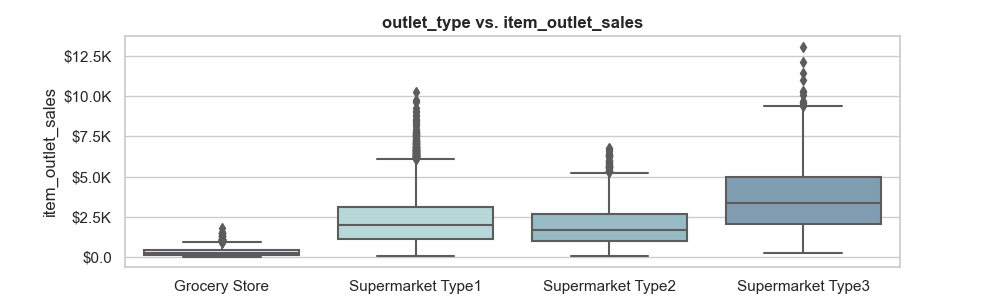 outlet_type vs. item_outlet_sales
item_outlet_sales
$12.5K
$10.0K
$7.5K
$5.0K
$2.5K
$0.0
Grocery Store
Supermarket Type1
Supermarket Type2
Supermarket Type3